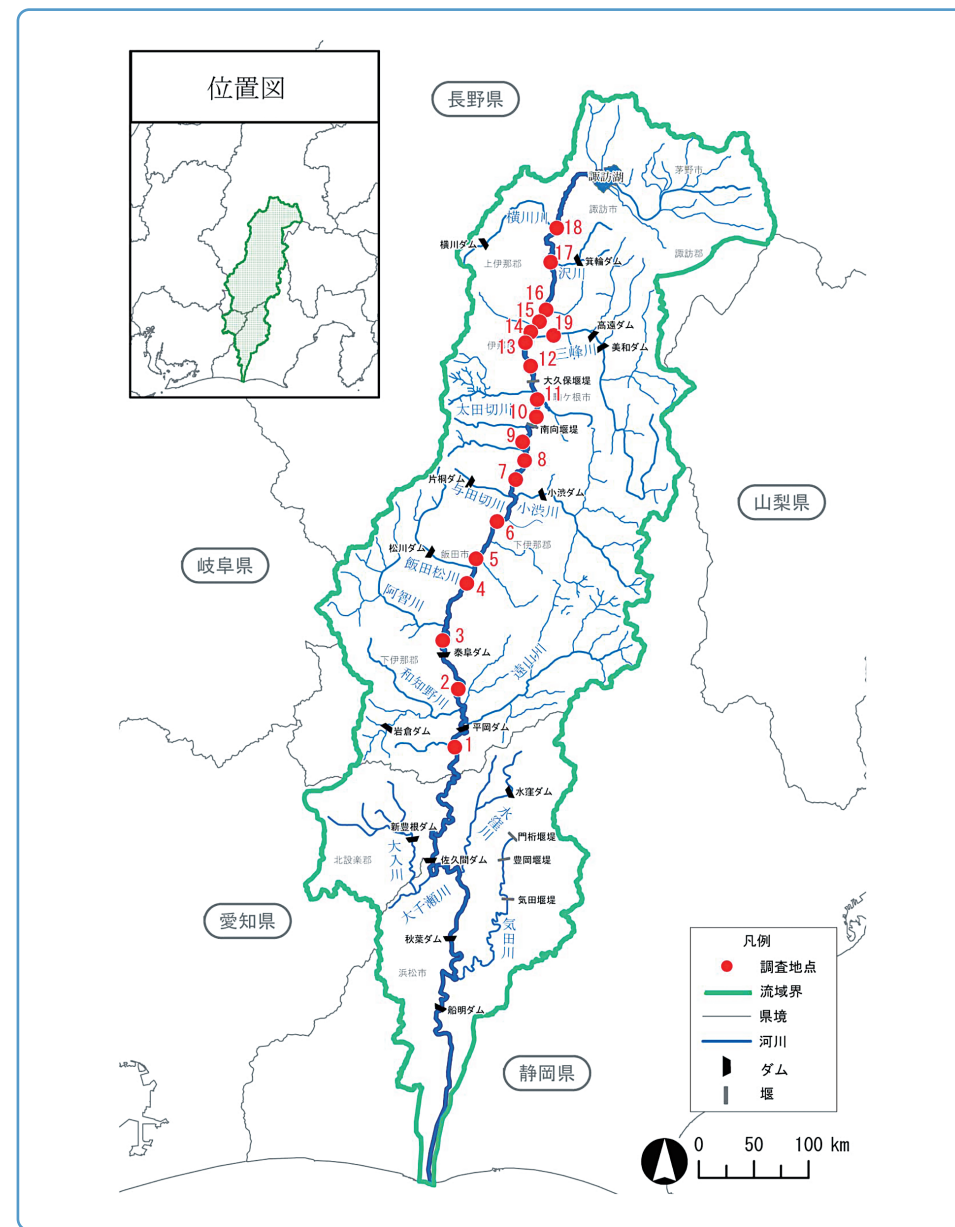 位置図
長野県
諏訪湖
茅野市
諏訪市
横川川
18
横川ダム
上伊那郡
17
箕輪ダム
諏訪郡
沢川
16
15
14
19
高遠ダム
13
三峰川
美和ダム
12
大久保堰堤
11
駒ケ根市
太田切川
10
南向堰堤
9
8
7
片桐ダム
与田切川
小渋川
小渋ダム
山梨県
6
下伊那郡
松川ダム
飯田市
5
岐阜県
飯田松川
4
阿智川
3
泰阜ダム
下伊那郡
遠山川
和知野川
2
岩倉ダム
平岡ダム
1
水窪ダム
水窪川
新豊根ダム
門桁堰堤
大入川
北設楽郡
佐久間ダム
豊岡堰堤
大千瀬川
気田堰堤
愛知県
気田川
秋葉ダム
浜松市
船明ダム
静岡県
凡例
調査地点
流域界
県境
河川
ダム
堰
0 50 100 km